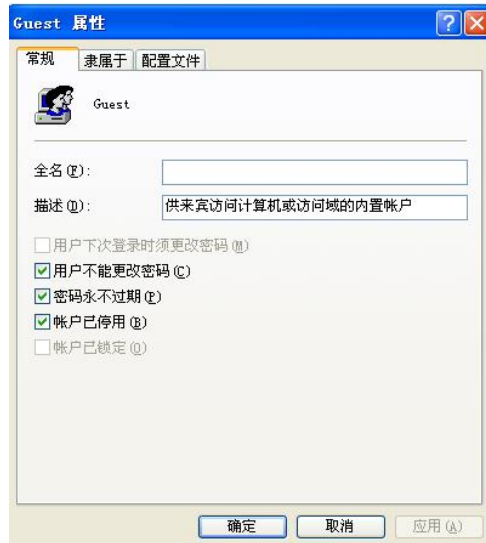 Guest 属性
常规 隶属于 配置文件
Guest
全名(F):
描述(D): 供来宾访问计算机或访问域的内置帐户
用户下次登录时须更改密码(M)
用户不能更改密码(C)
密码永不过期(P)
帐户已停用(B)
帐户已锁定(O)
确定 取消 应用(A)